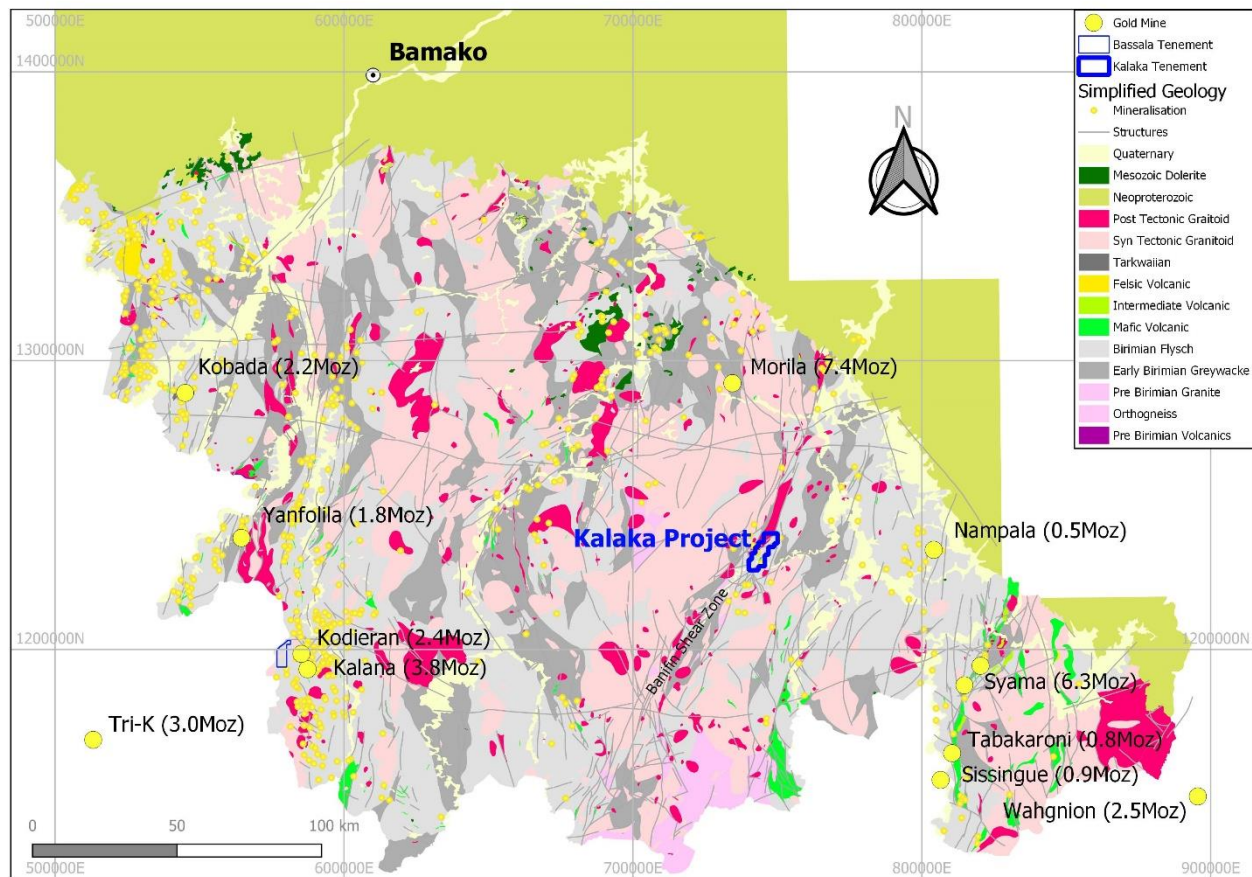 500000E
600000E
700000E
800000E
Bamako
1400000N
N
Gold Mine
Bassala Tenement
Kalaka Tenement
Simplified Geology
Mineralisation
Structures
Quaternary
Mesozoic Dolerite
Neoproterozoic
Post Tectonic Graitoid
Syn Tectonic Granitoid
Tarkwaiian
Felsic Volcanic
Intermediate Volcanic
Mafic Volcanic
Birimian Flysch
Early Birimian Greywacke
Pre Birimian Granite
Orthogneiss
Pre Birimian Volcanics
1300000N
Kobada (2.2Moz)
Morila (7.4Moz)
Yanfolila (1.8Moz)
Kalaka Project
Nampala (0.5Moz)
Banifin Shear Zone
1200000N
1200000N
Kodieran (2.4Moz)
Kalana (3.8Moz)
Syama (6.3Moz)
Tri-K (3.0Moz)
Tabakaroni (0.8Moz)
Sissingue (0.9Moz)
Wahgnion (2.5Moz)
0 50 100 km
500000E
600000E
700000E
800000E
900000E